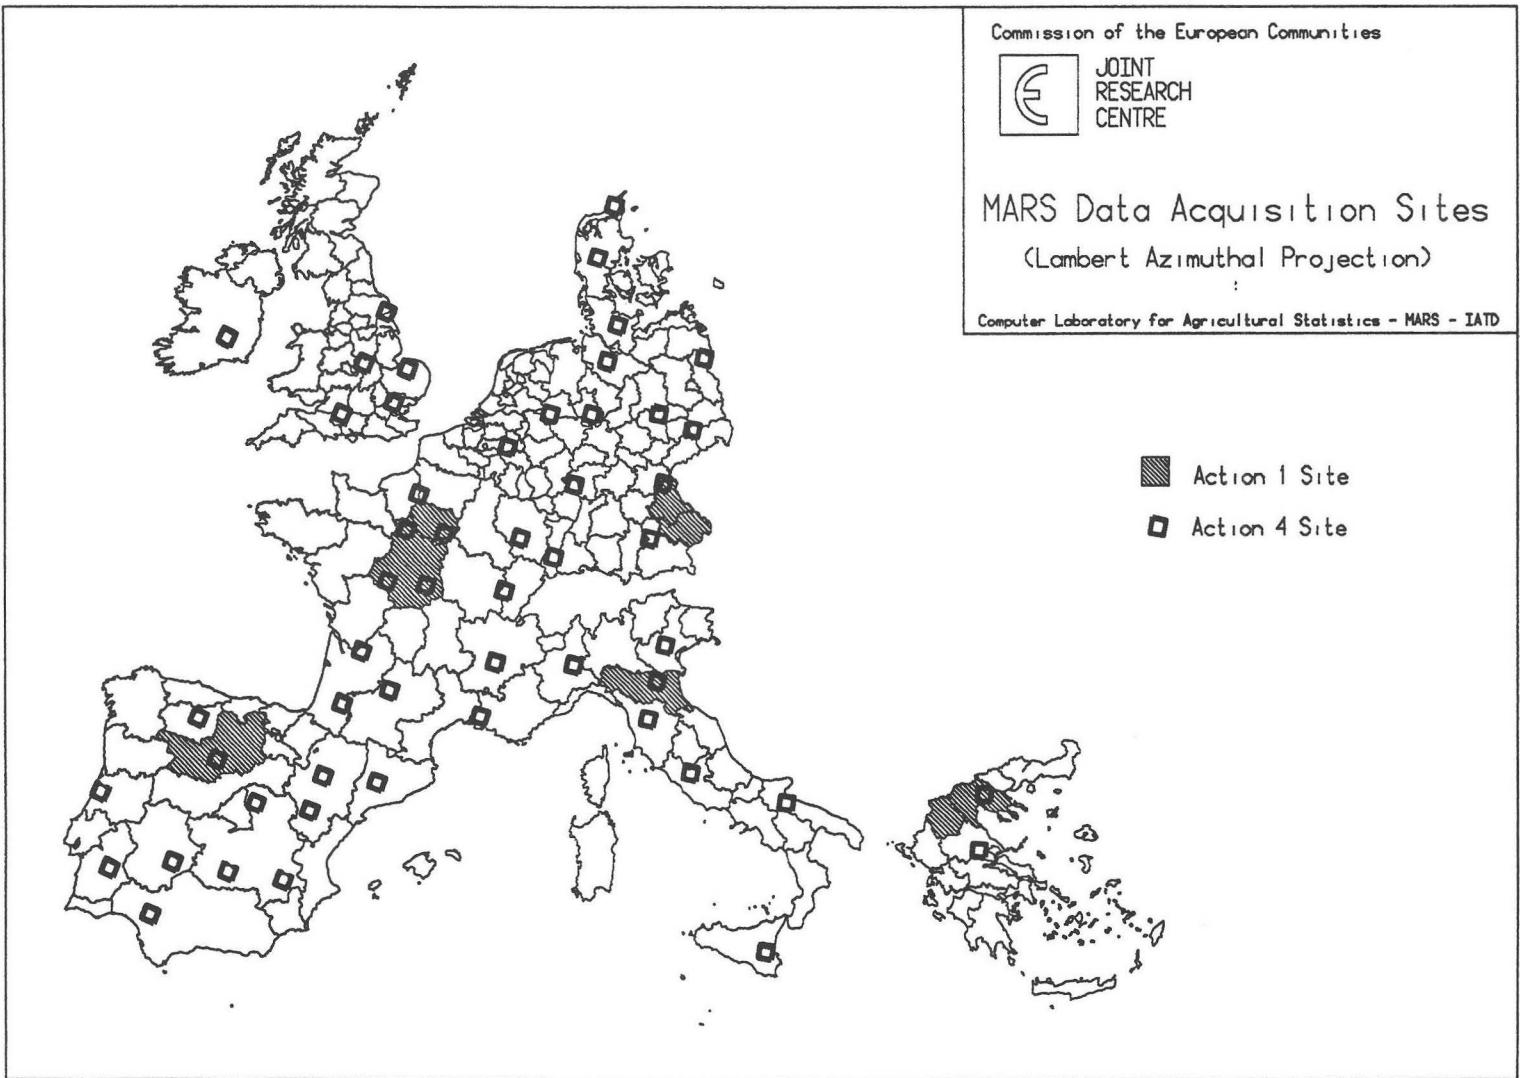 Commission of the European Communities
JOINT
RESEARCH
CENTRE
MARS Data Acquisition Sites
(Lambert Azimuthal Projection)
Computer Laboratory for Agricultural Statistics - MARS - IATD
Action 1 Site
Action 4 Site